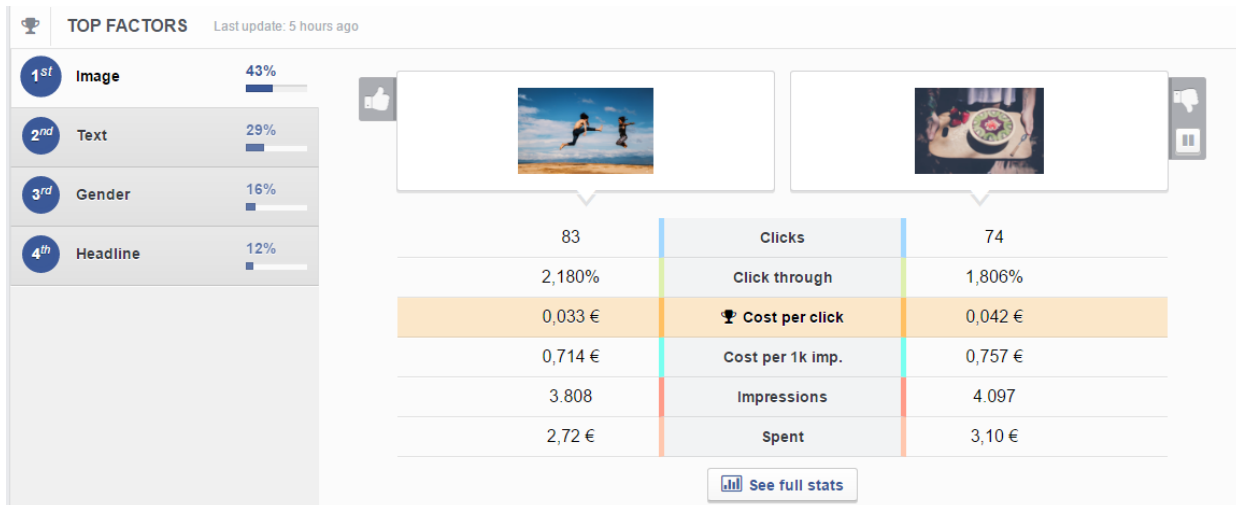 TOP FACTORS Last update: 5 hours ago
1st Image 43%
2nd Text 29%
3rd Gender 16%
4th Headline 12%
83 Clicks 74
2,180% Click through 1,806%
0,033 € Cost per click 0,042 €
0,714 € Cost per 1k imp. 0,757 €
3.808 Impressions 4.097
2,72 € Spent 3,10 €
See full stats